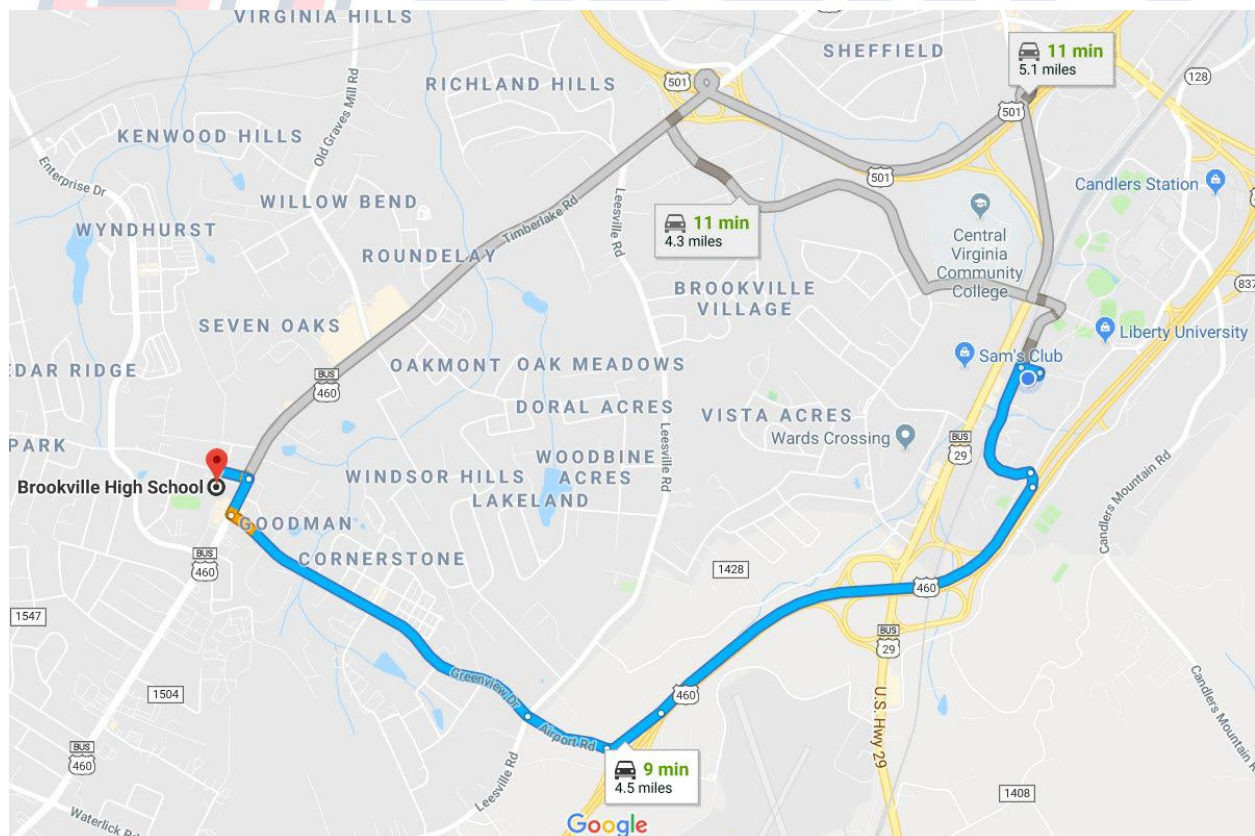 VIRGINIA HILLS
SHEFFIELD
11 min
5.1 miles
128
RICHLAND HILLS
501
501
501
KENWOOD HILLS
Old Graves Mill Rd
Enterprise Dr
501
Candlers Station
WILLOW BEND
Leesville Rd
Timberlake Rd
11 min
4.3 miles
WYNDHURST
ROUNDELAY
Central
Virginia
Community
College
BROOKVILLE
VILLAGE
837
SEVEN OAKS
Liberty University
Sam's Club
OAKMONT
OAK MEADOWS
EDAR RIDGE
BUS
460
DORAL ACRES
VISTA ACRES
Wards Crossing
PARK
Leesville Rd
BUS
29
WOODBINE
ACRES
WINDSOR HILLS
LAKELAND
Brookville High School
Candlers Mountain Rd
GOODMAN
CORNERSTONE
BUS
460
1428
460
1547
BUS
29
Greenview Dr
1504
460
U.S. Hwy 29
Airport Rd
Candlers Mountain Rd
BUS
460
9 min
4.5 miles
Leesville Rd
1408
Waterlick Rd
Google